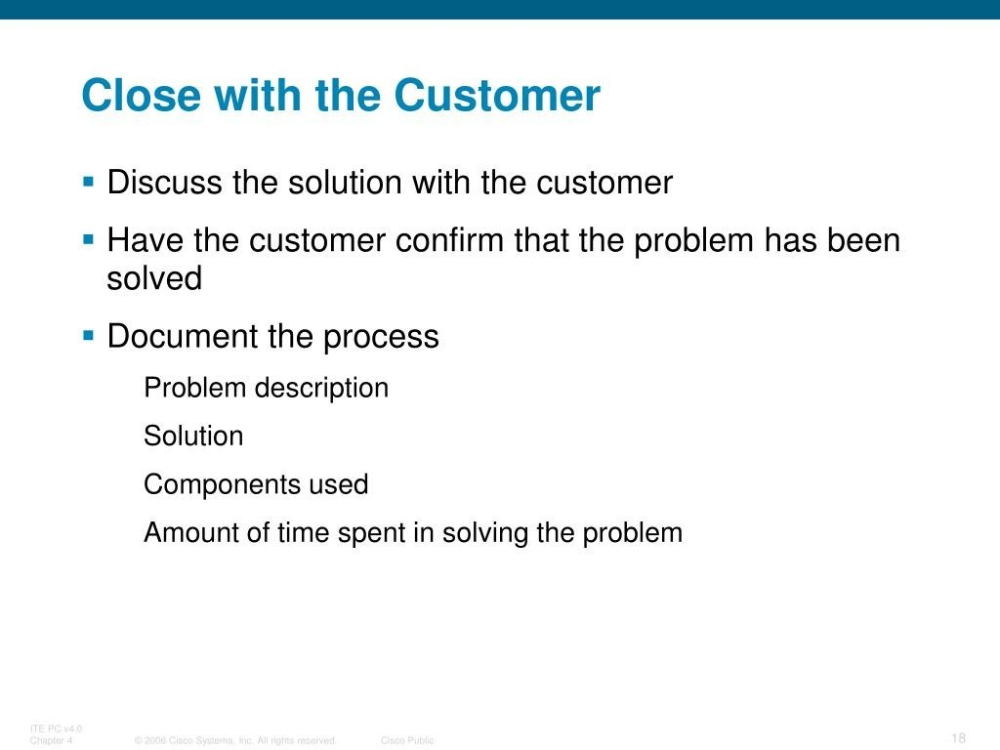 Close with the Customer
Discuss the solution with the customer
Have the customer confirm that the problem has been
solved
Document the process
Problem description
Solution
Components used
Amount of time spent in solving the problem
ITE PC v4.0
Chapter 4
© 2006 Cisco Systems, Inc. All rights reserved.
Cisco Public
18